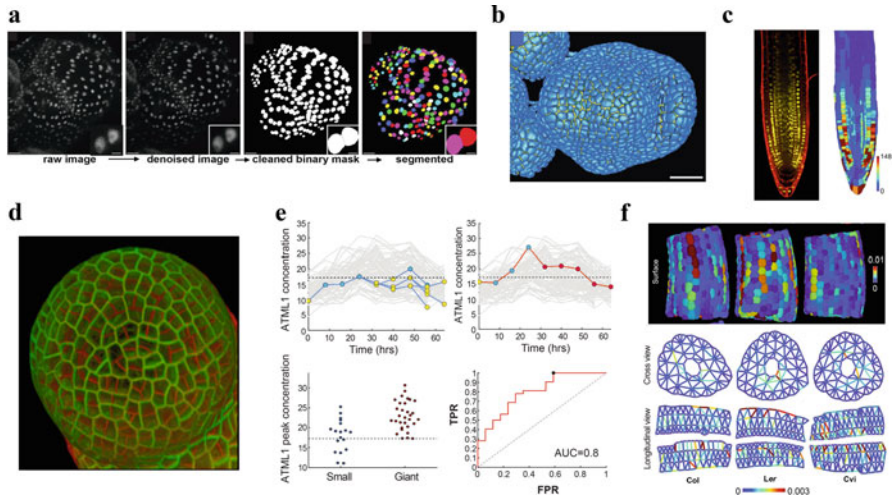 a
raw image
denoised image
cleaned binary mask
segmented
b
c
148
0
d
e
ATML1 concentration
35
30
25
20
15
10
5
0
0 10 20 30 40 50 60
Time (hrs)
ATML1 concentration
35
30
25
20
15
10
5
0
0 10 20 30 40 50 60
Time (hrs)
ATML1 peak concentration
35
30
25
20
15
10
Small Giant
TPR
1
0.9
0.8
0.7
0.6
0.5
0.4
0.3
0.2
0.1
0
0 0.2 0.4 0.6 0.8 1
AUC=0.8
FPR
f
Surface
0.01
0
Cross view
Longitudinal view
Col Ler Cvi
0 0.003